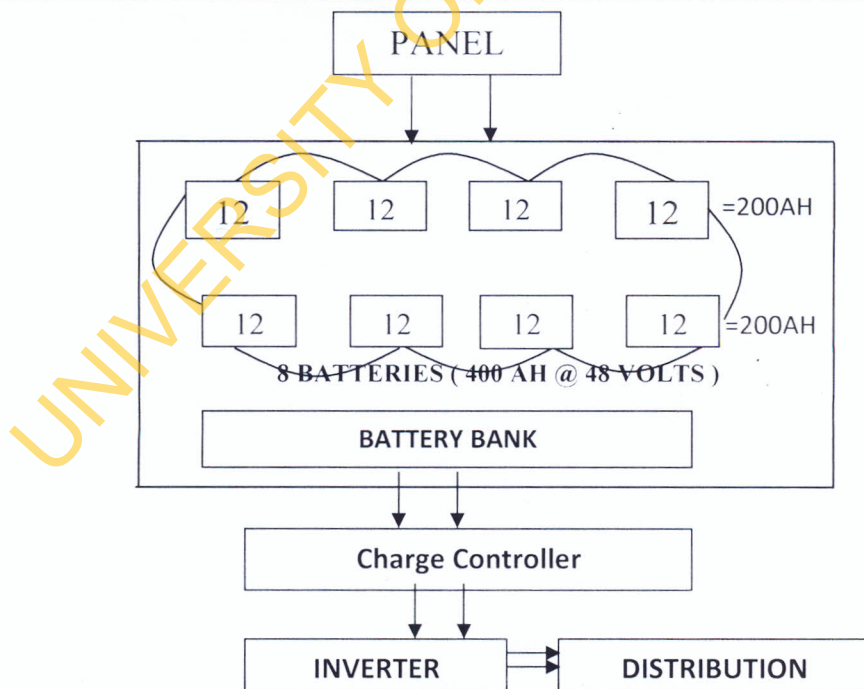 PANEL
12 12 12 12 =200AH
12 12 12 12 =200AH
8 BATTERIES ( 400 AH @ 48 VOLTS )
BATTERY BANK
Charge Controller
INVERTER DISTRIBUTION
UNIVERSITY